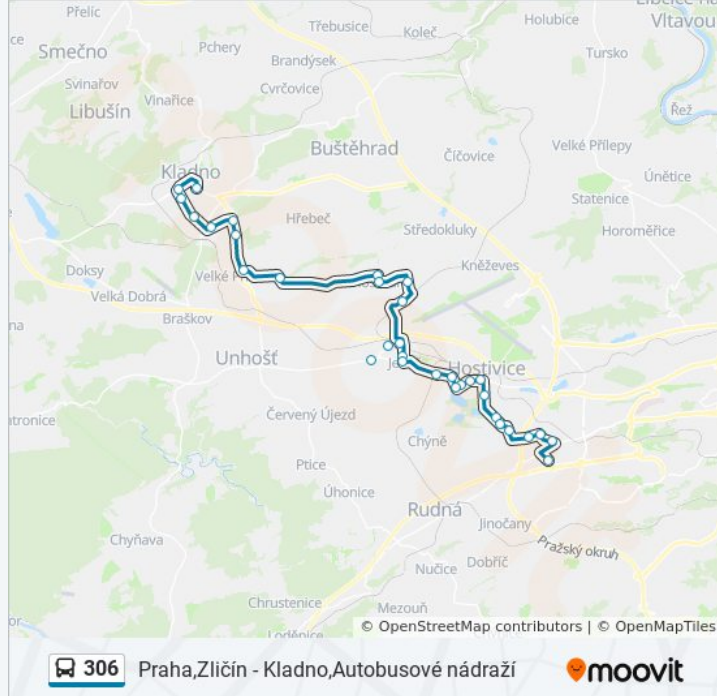 Libčice na
Přelíc
Třebusice
Koleč
Holubice
Vltavou
ce
Smečno
Pchery
Brandýsek
Tursko
Svinařov
Cvrčovice
Libušín
Vinařice
Řež
Buštěhrad
Velké Přílepy
Číčovice
Kladno
Únětice
Statenice
Hřebeč
Středokluky
Horoměřice
Kněževes
Doksy
Velké P
Velká Dobrá
na
Braškov
Unhošť
Je
Hostivice
Červený Újezd
atronice
Chýně
Ptice
Úhonice
Rudná
Jinočany
Chyňava
Pražský okruh
Nučice
Dobříč
Chrustenice
Mezouň
Loděnice
© OpenStreetMap contributors | © OpenMapTiles
306 Praha,Zličín - Kladno,Autobusové nádraží moovit